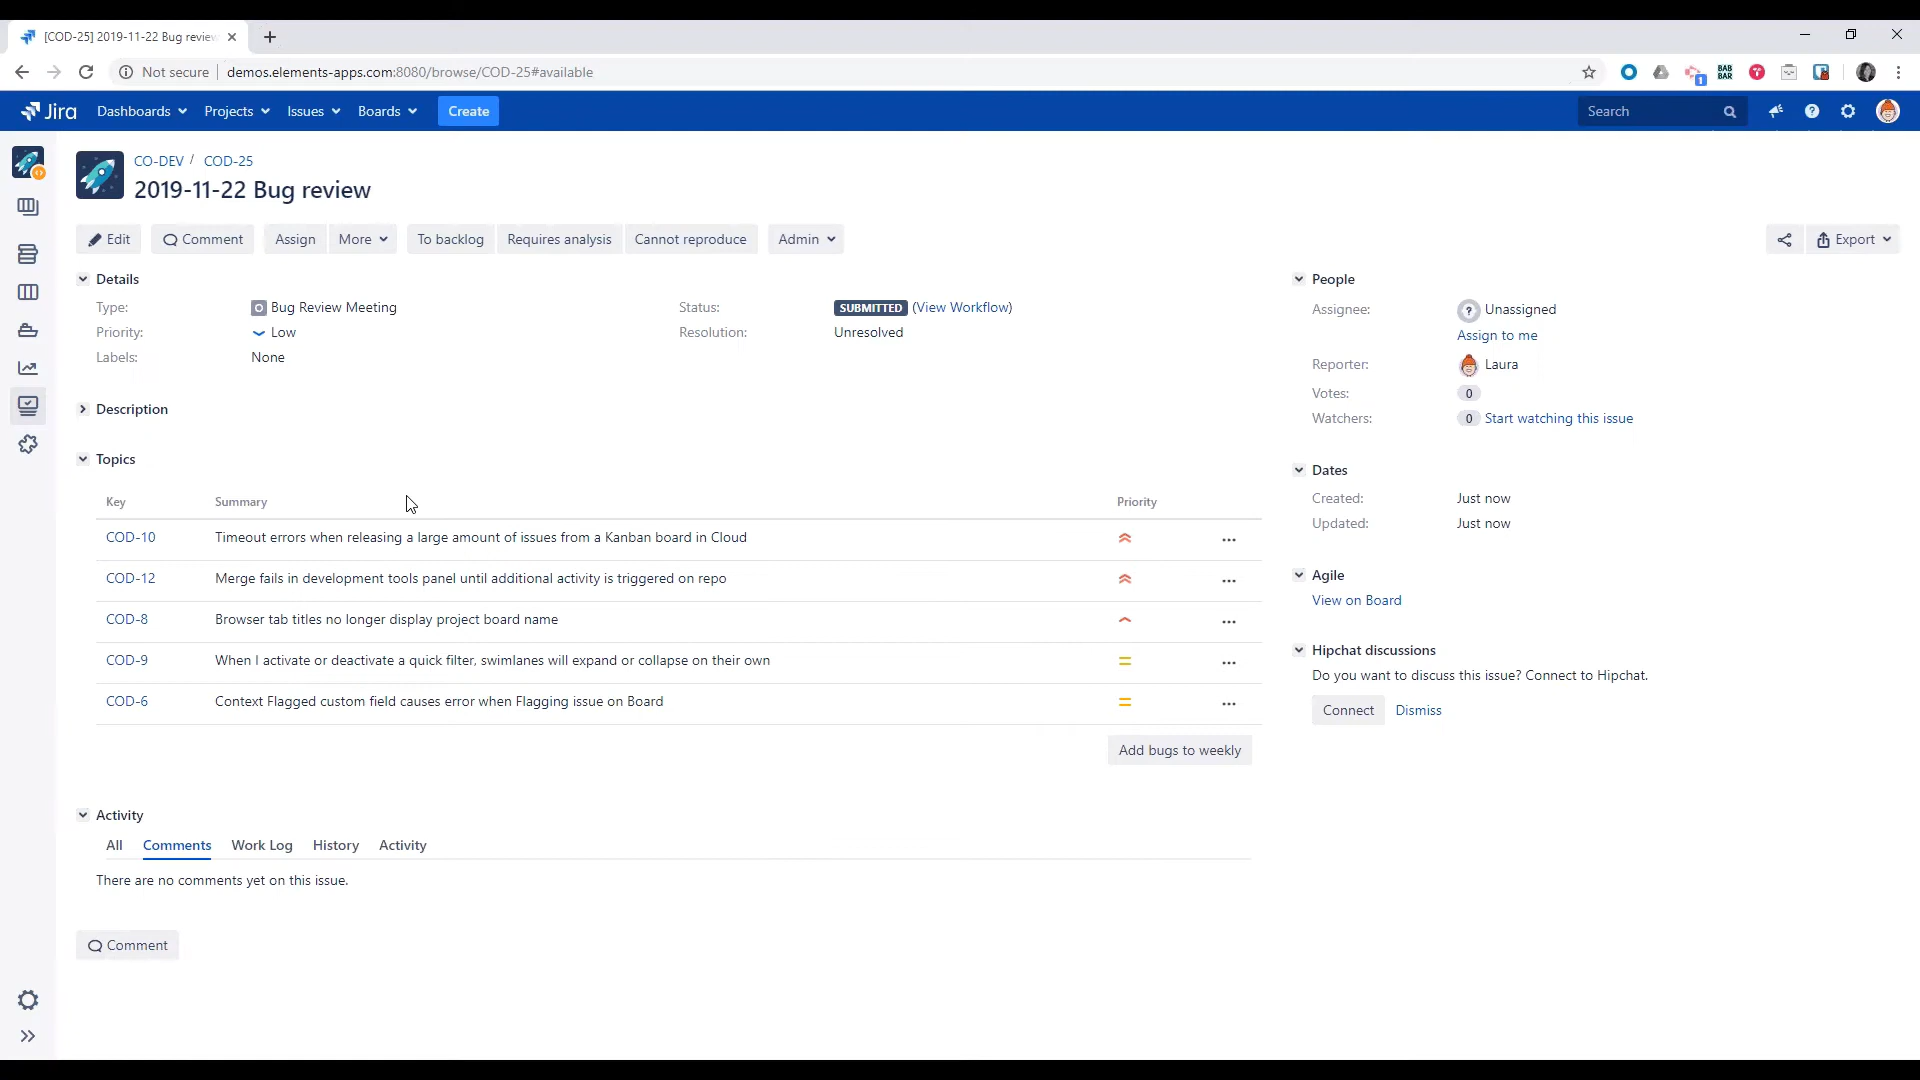 [COD-25] 2019-11-22 Bug review
Not secure
demos.elements-apps.com:8080/browse/COD-25#available
1
BAB
BAR
Jira
Dashboards
Projects
Issues
Boards
Create
Search
CO-DEV / COD-25
2019-11-22 Bug review
Edit
Comment
Assign
More
To backlog
Requires analysis
Cannot reproduce
Admin
Export
Details
Type: Bug Review Meeting
Status: SUBMITTED (View Workflow)
Priority: Low
Resolution: Unresolved
Labels: None
Description
Topics
Key Summary Priority
COD-10 Timeout errors when releasing a large amount of issues from a Kanban board in Cloud
COD-12 Merge fails in development tools panel until additional activity is triggered on repo
COD-8 Browser tab titles no longer display project board name
COD-9 When I activate or deactivate a quick filter, swimlanes will expand or collapse on their own
COD-6 Context Flagged custom field causes error when Flagging issue on Board
Add bugs to weekly
Activity
All Comments Work Log History Activity
There are no comments yet on this issue.
Comment
People
Assignee: Unassigned
Assign to me
Reporter: Laura
Votes: 0
Watchers: 0 Start watching this issue
Dates
Created: Just now
Updated: Just now
Agile
View on Board
Hipchat discussions
Do you want to discuss this issue? Connect to Hipchat.
Connect Dismiss